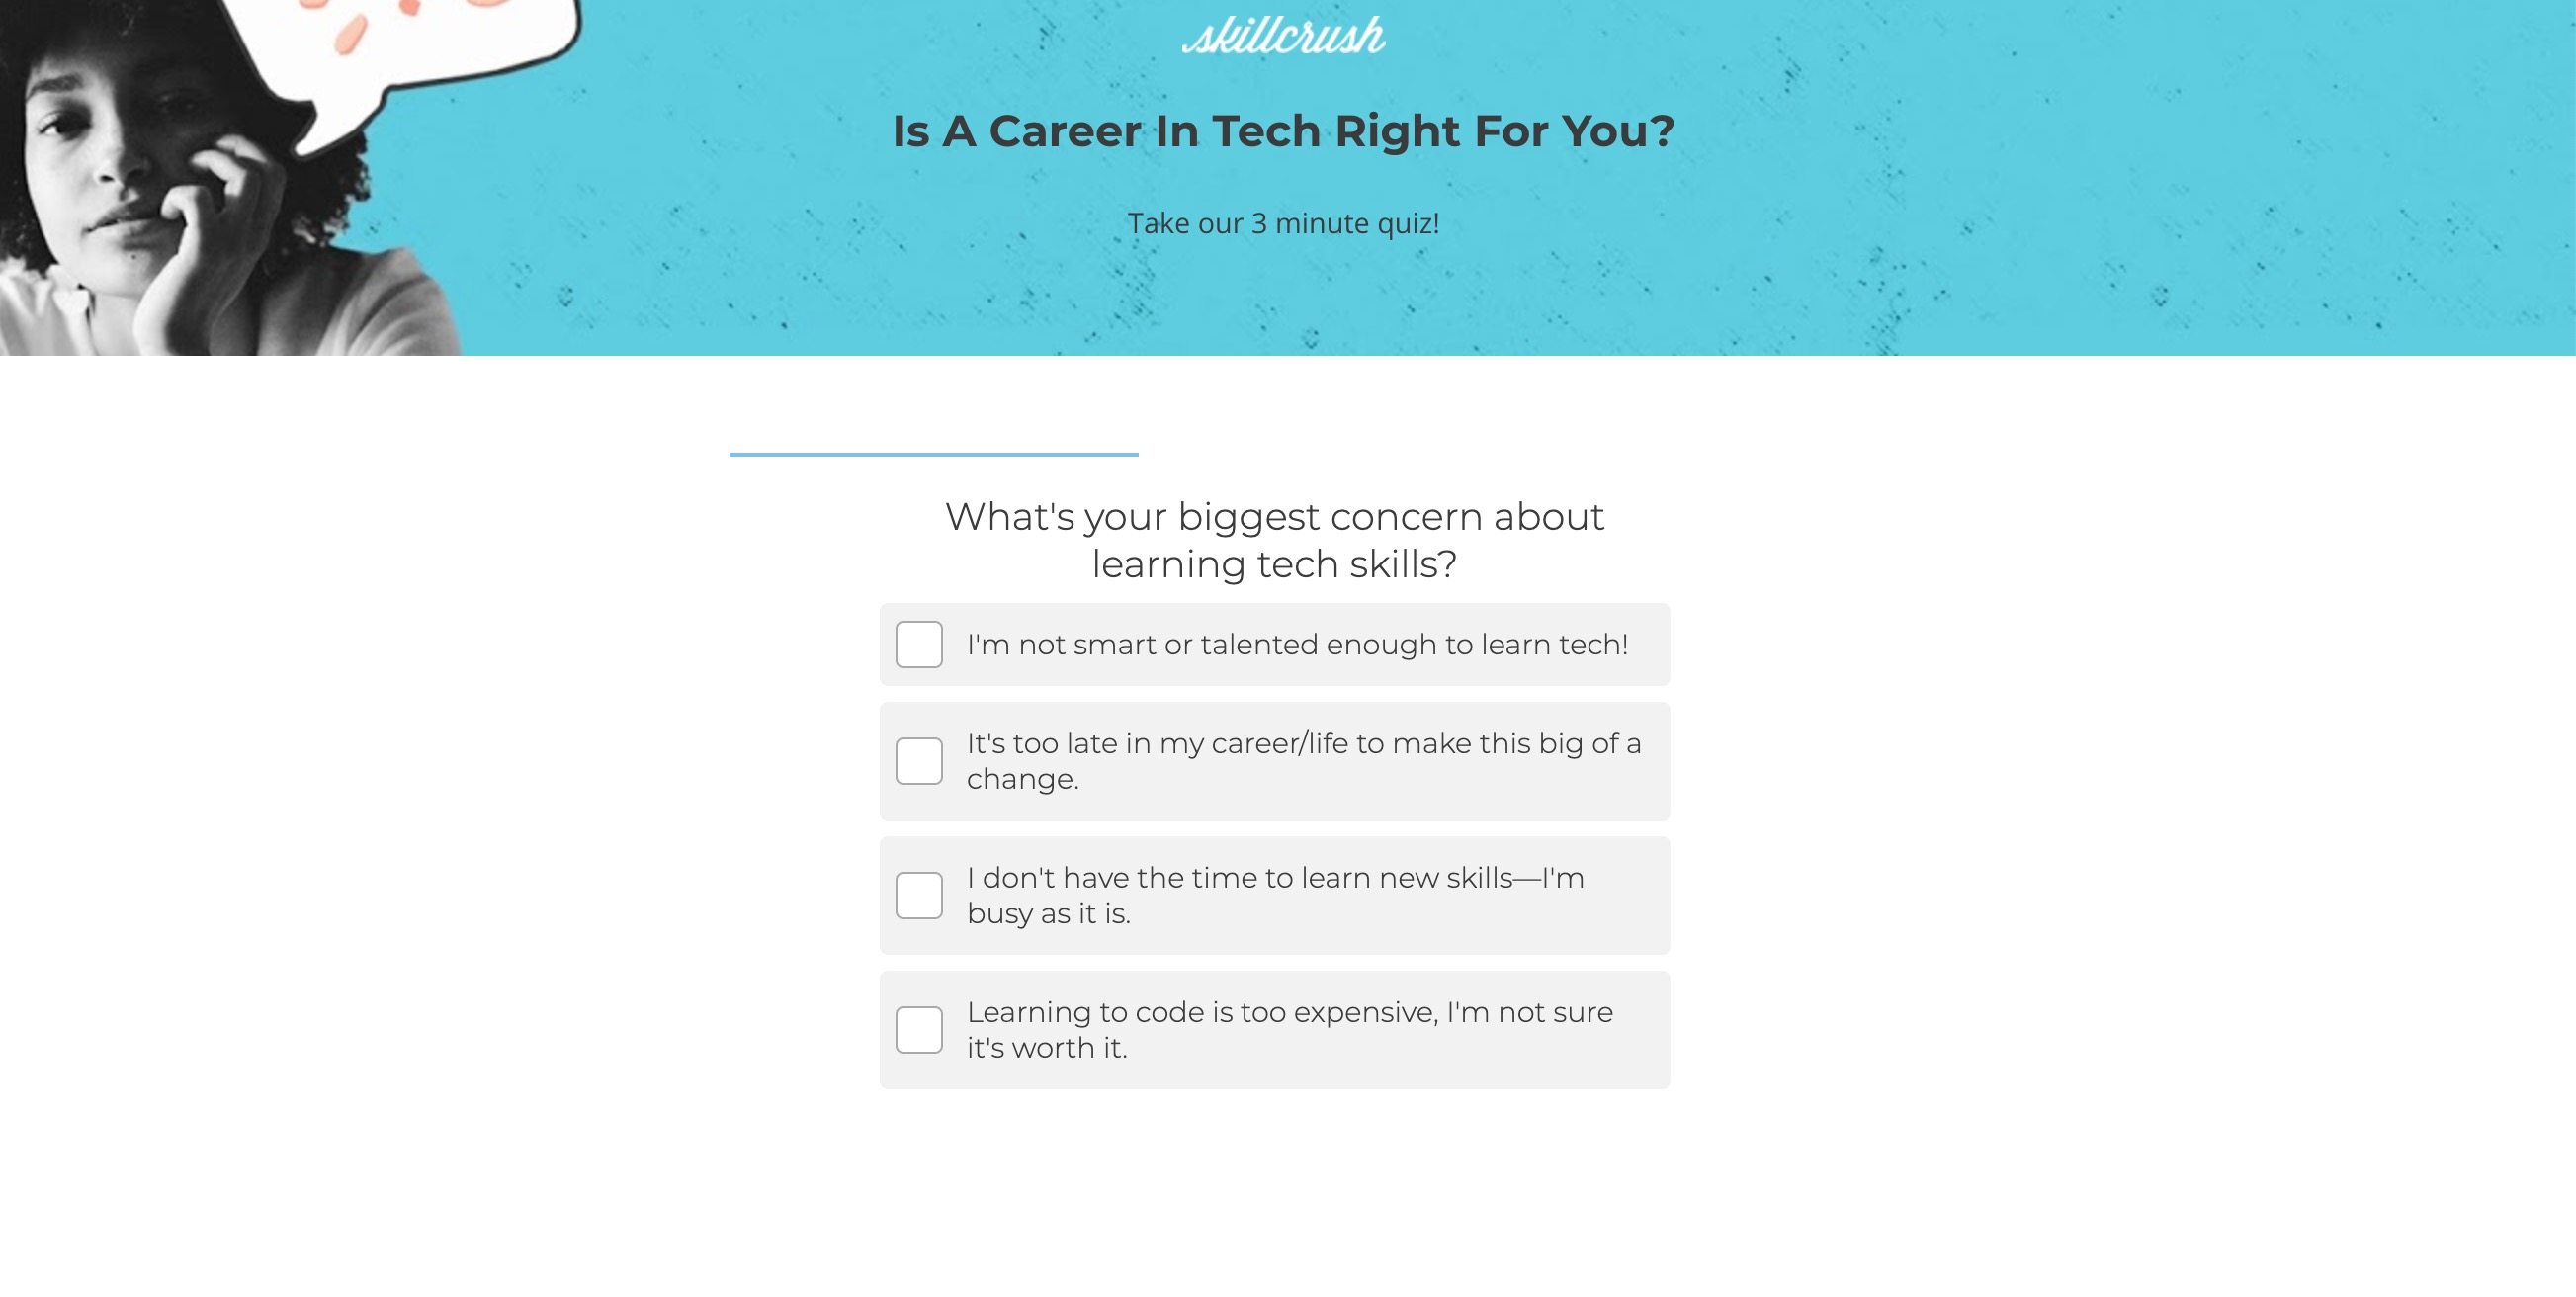 skillcrush
Is A Career In Tech Right For You?
Take our 3 minute quiz!
What's your biggest concern about
learning tech skills?
I'm not smart or talented enough to learn tech!
It's too late in my career/life to make this big of a
change.
I don't have the time to learn new skills—I'm
busy as it is.
Learning to code is too expensive, I'm not sure
it's worth it.